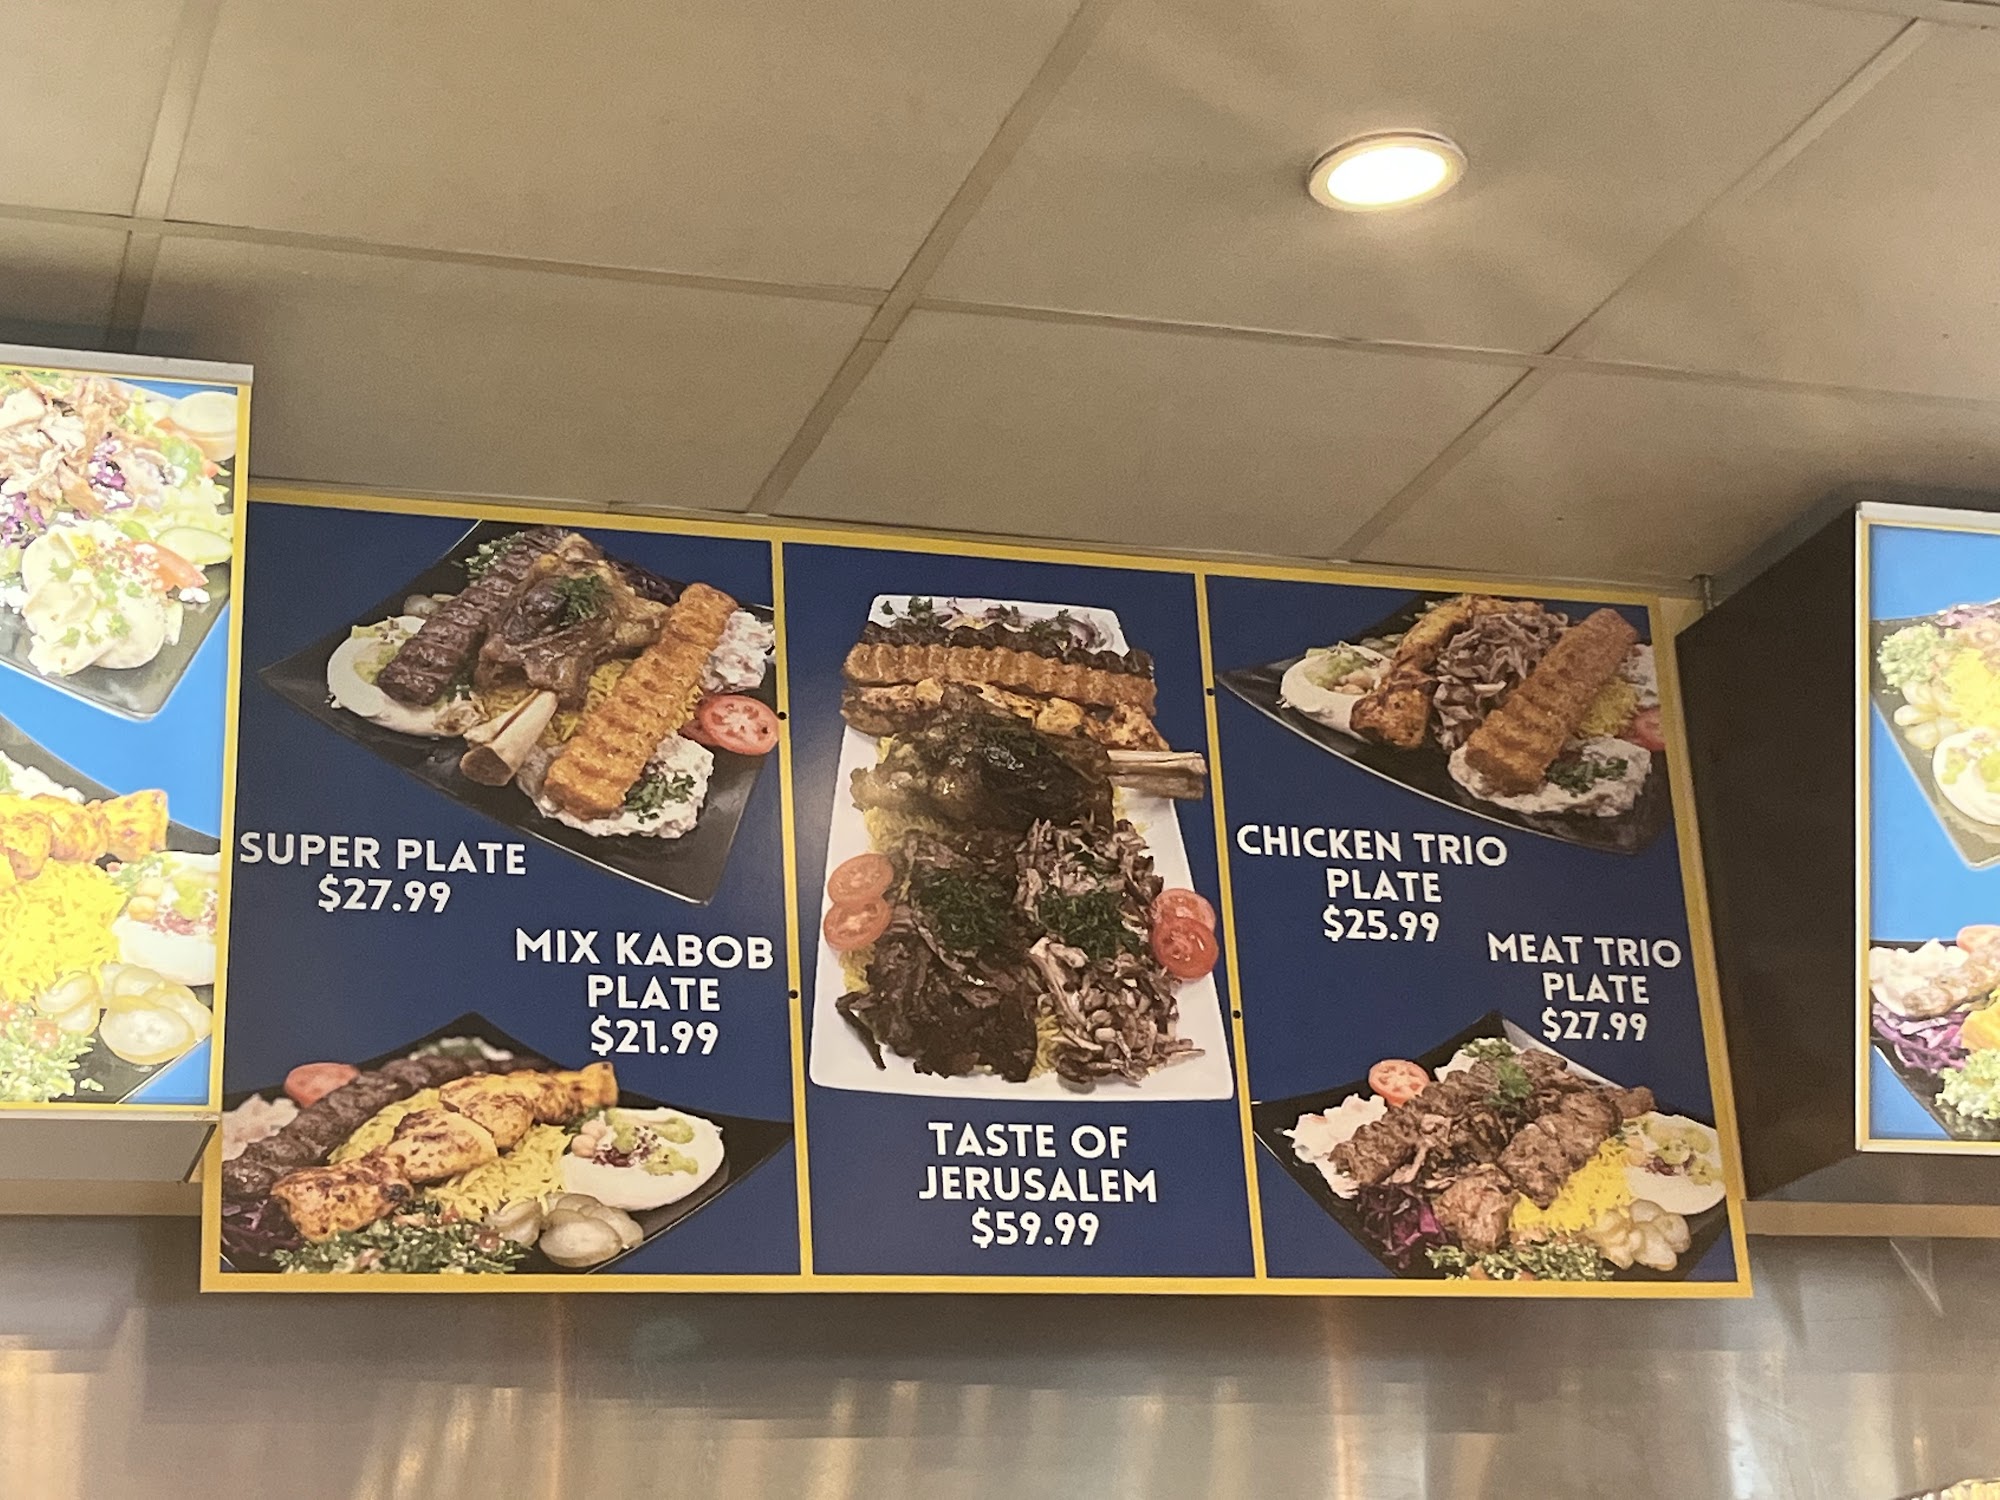 SUPER PLATE
$27.99
MIX KABOB
PLATE
$21.99
TASTE OF
JERUSALEM
$59.99
CHICKEN TRIO
PLATE
$25.99
MEAT TRIO
PLATE
$27.99